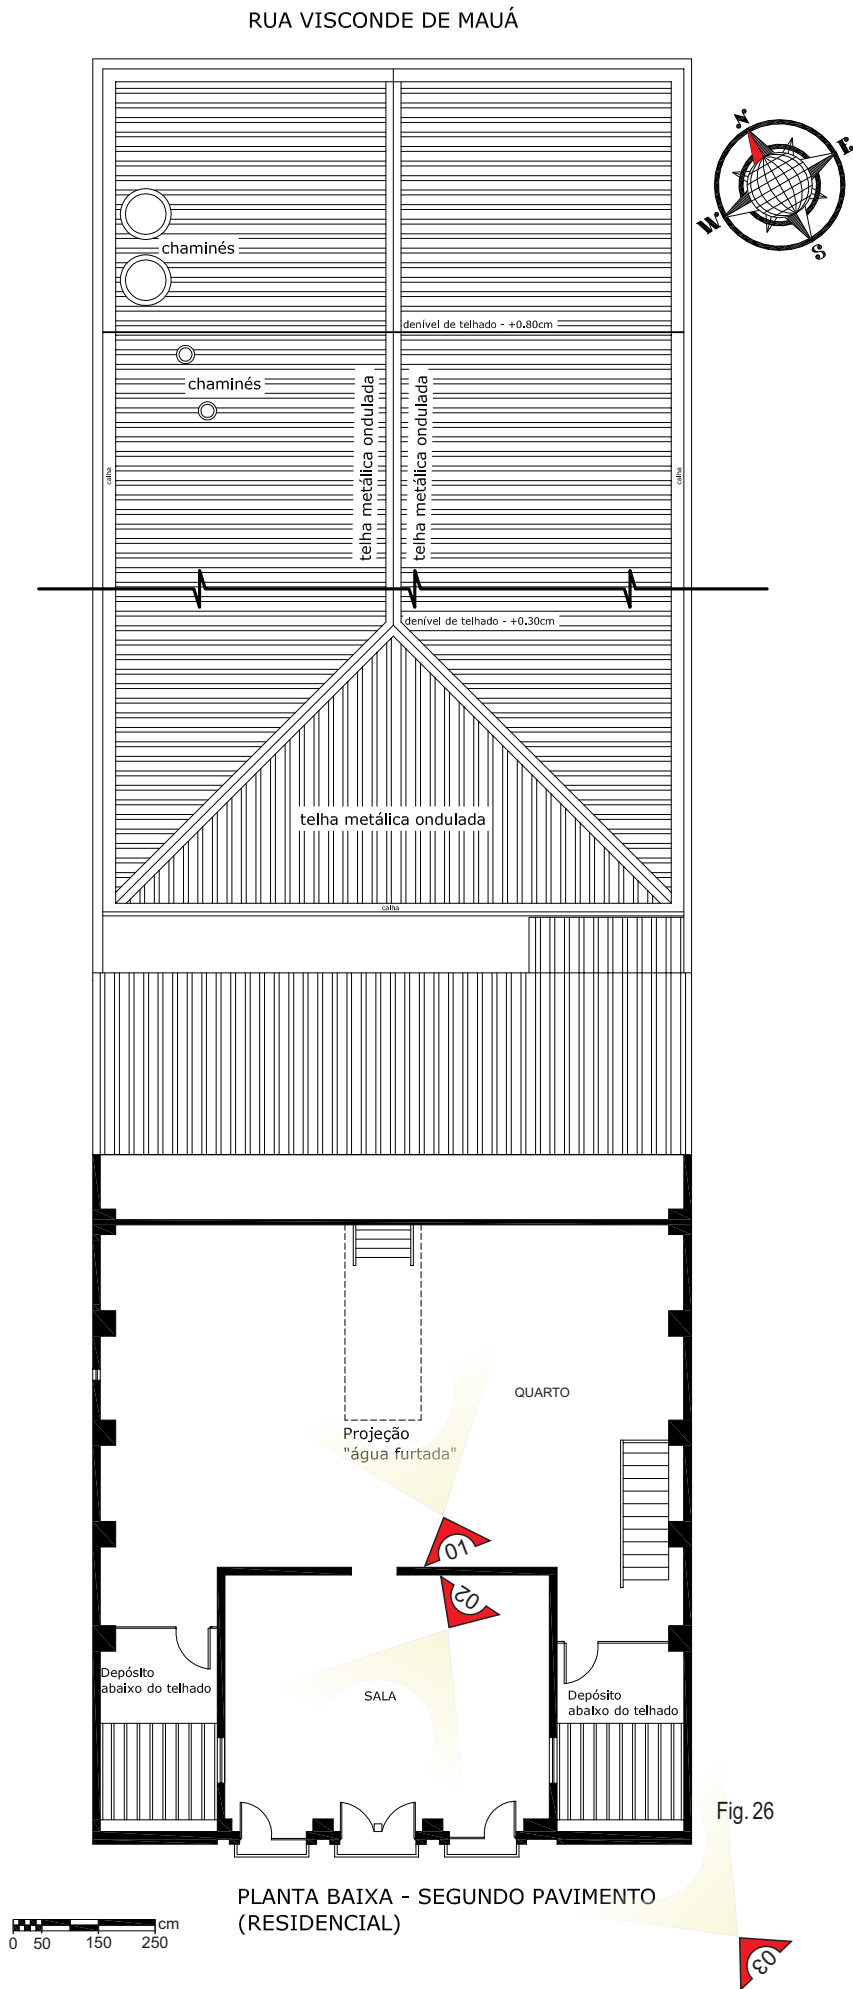 RUA VISCONDE DE MAUÁ
N
E
W
S
chaminés
denível de telhado - +0.80cm
chaminés
telha metálica ondulada
telha metálica ondulada
calha
calha
denível de telhado - +0.30cm
telha metálica ondulada
calha
QUARTO
Projeção
"água furtada"
01
02
Depósito
abaixo do telhado
SALA
Depósito
abaixo do telhado
Fig. 26
PLANTA BAIXA - SEGUNDO PAVIMENTO
(RESIDENCIAL)
cm
0 50 150 250
03